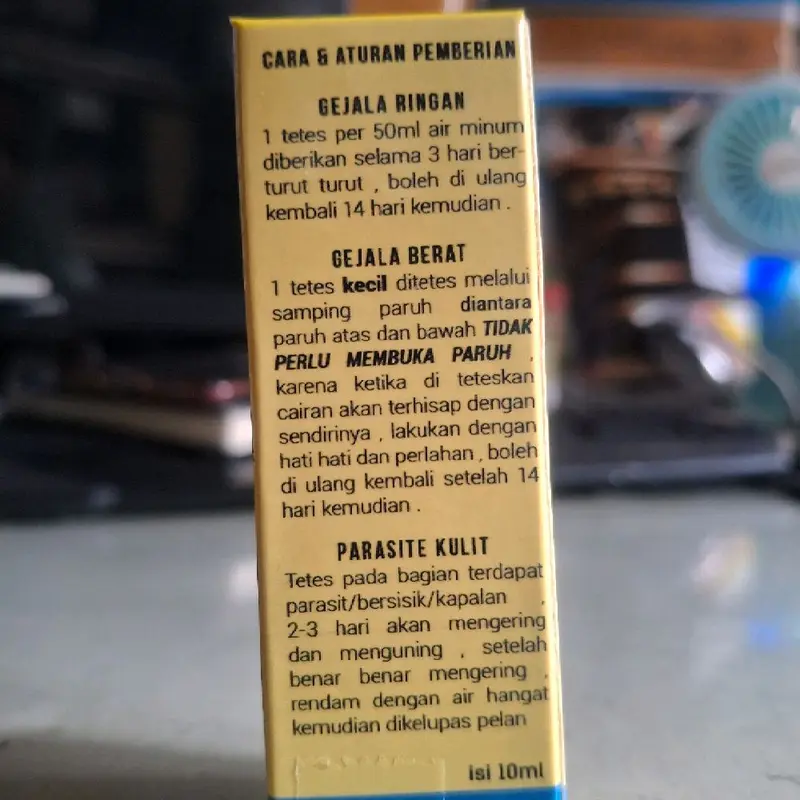 CARA & ATURAN PEMBERIAN
GEJALA RINGAN
1 tetes per 50ml air minum
diberikan selama 3 hari ber-
turut turut , boleh di ulang
kembali 14 hari kemudian .
GEJALA BERAT
1 tetes kecil ditetes melalui
samping paruh diantara
paruh atas dan bawah TIDAK
PERLU MEMBUKA PARUH ,
karena ketika di teteskan
cairan akan terhisap dengan
sendirinya , lakukan dengan
hati hati dan perlahan , boleh
di ulang kembali setelah 14
hari kemudian .
PARASITE KULIT
Tetes pada bagian terdapat
parasit/bersisik/kapalan ,
2-3 hari akan mengering
dan menguning , setelah
benar benar mengering ,
rendam dengan air hangat
kemudian dikelupas pelan
isi 10ml